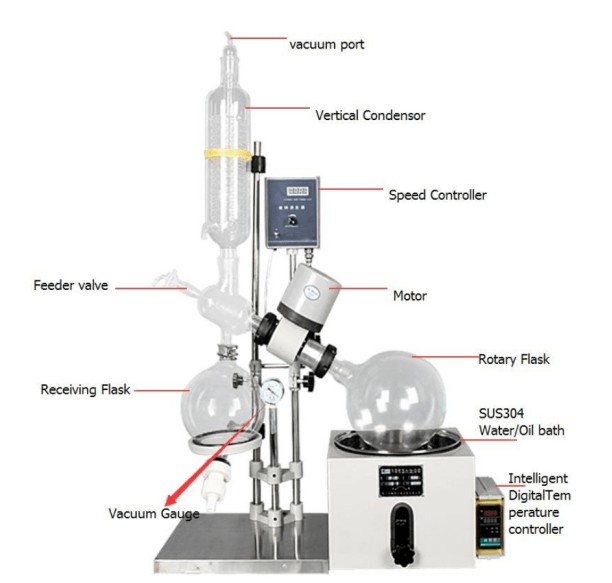 vacuum port
Vertical Condensor
Speed Controller
Feeder valve
Motor
Rotary Flask
Receiving Flask
SUS304
Water/Oil bath
Intelligent
DigitalTem
perature
controller
Vacuum Gauge